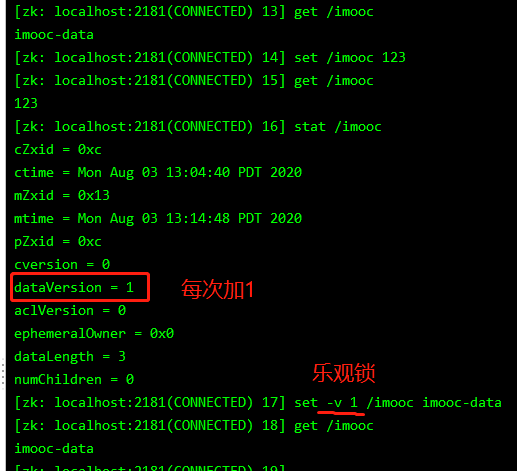 [zk: localhost:2181(CONNECTED) 13] get /imooc
imooc-data
[zk: localhost:2181(CONNECTED) 14] set /imooc 123
[zk: localhost:2181(CONNECTED) 15] get /imooc
123
[zk: localhost:2181(CONNECTED) 16] stat /imooc
cZxid = 0xc
ctime = Mon Aug 03 13:04:40 PDT 2020
mZxid = 0x13
mtime = Mon Aug 03 13:14:48 PDT 2020
pZxid = 0xc
cversion = 0
dataVersion = 1 每次加1
aclVersion = 0
ephemeralOwner = 0x0
dataLength = 3
numChildren = 0
乐观锁
[zk: localhost:2181(CONNECTED) 17] set -v 1 /imooc imooc-data
[zk: localhost:2181(CONNECTED) 18] get /imooc
imooc-data
[zk: localhost:2181(CONNECTED) 19]